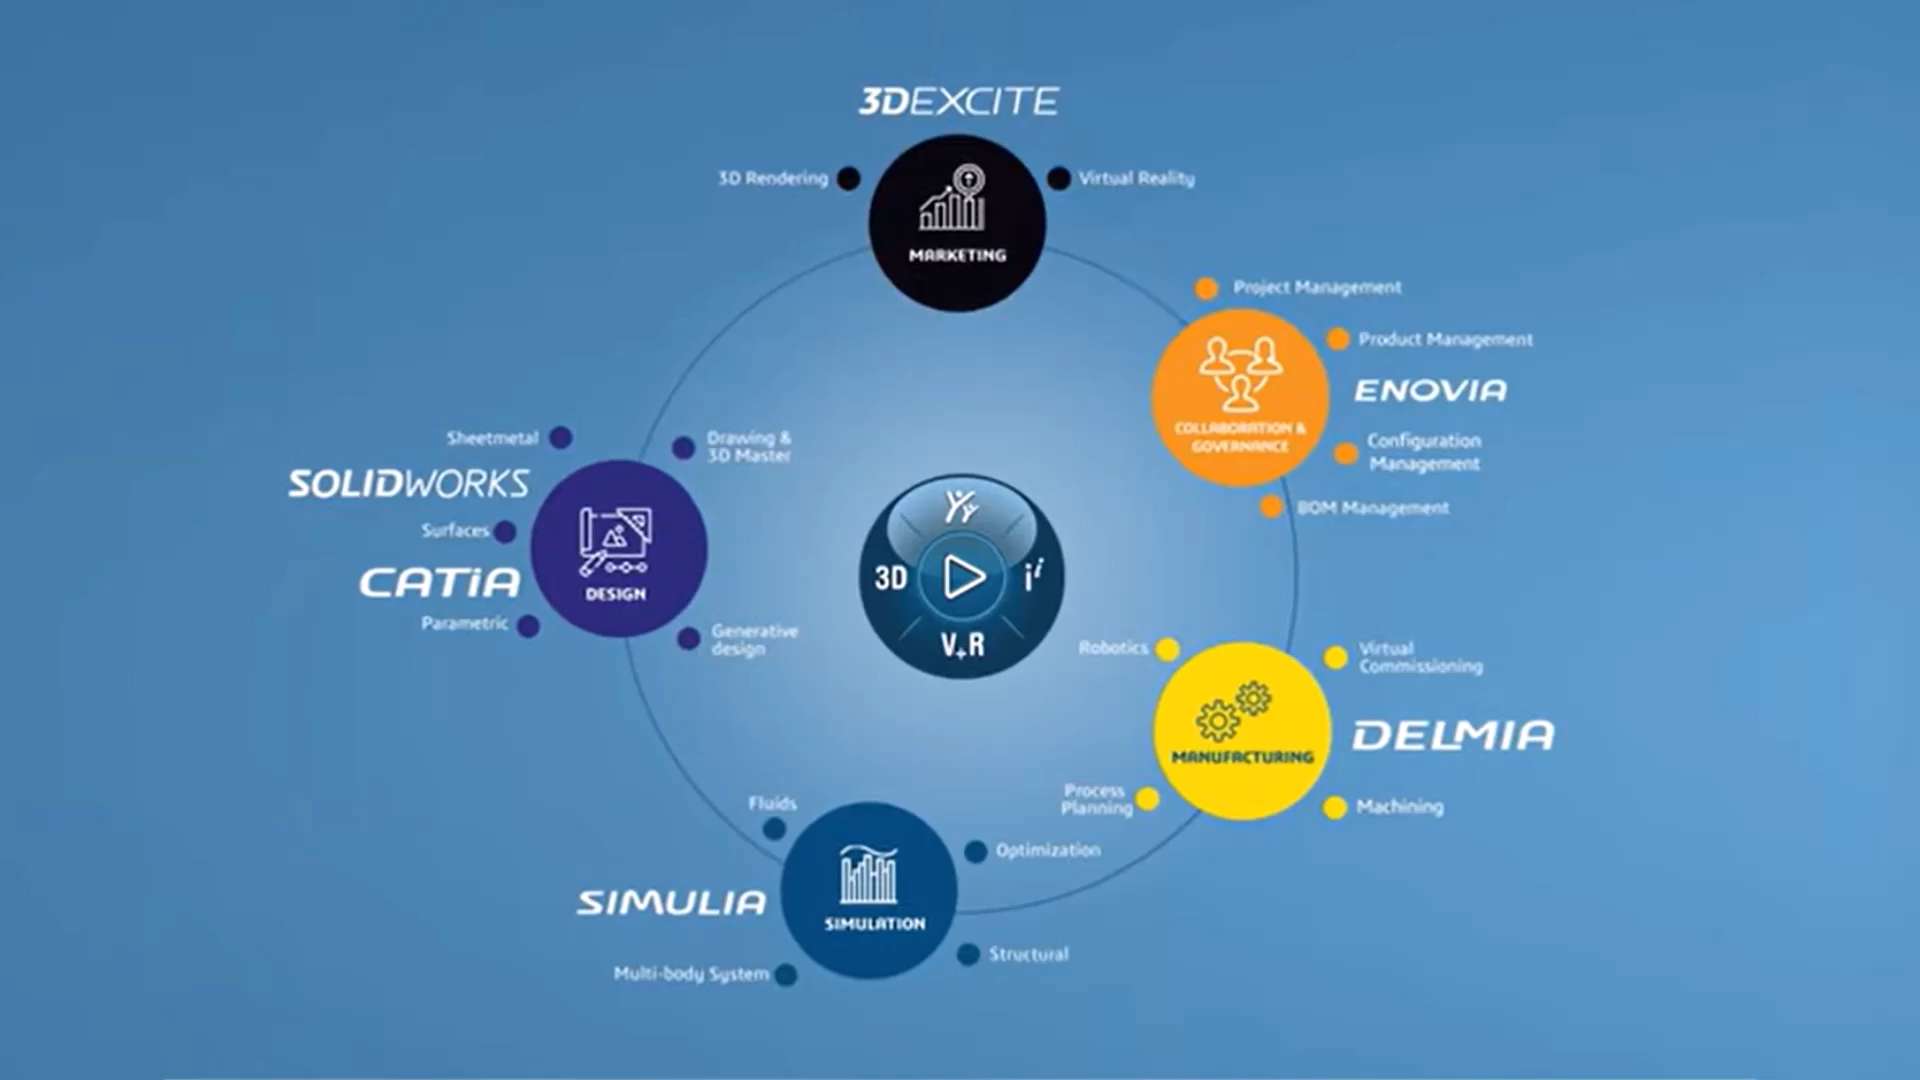 3DEXCITE
3D Rendering
Virtual Reality
MARKETING
Project Management
Product Management
ENOVIA
COLLABORATION &
GOVERNANCE
Configuration
Management
BOM Management
Sheetmetal
Drawing &
3D Master
SOLIDWORKS
Surfaces
CATIA
DESIGN
Parametric
Generative
design
3D
V+R
i i
Robotics
Virtual
Commissioning
MANUFACTURING
DELMIA
Process
Planning
Machining
Fluids
Optimization
SIMULIA
SIMULATION
Structural
Multi-body System